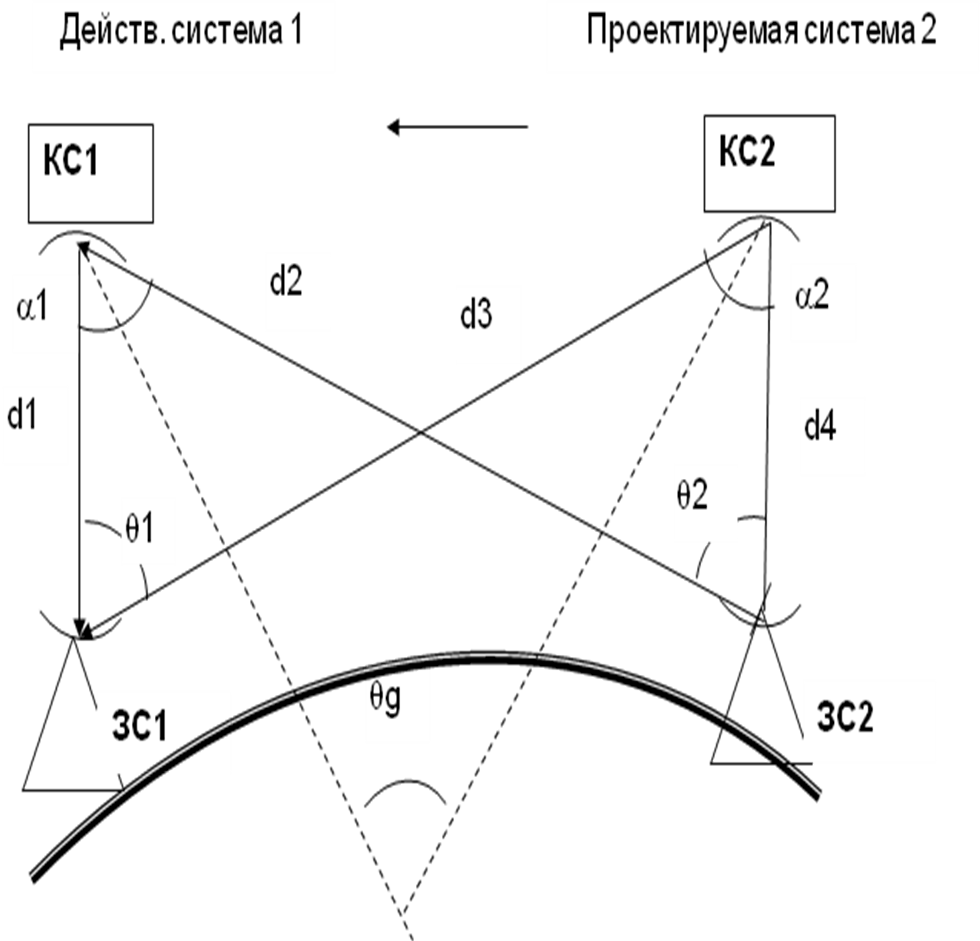 Действ. система 1
Проектируемая система 2
КС1
КС2
d2
α1
α2
d3
d1
d4
θ2
θ1
θg
ЗС1
ЗС2